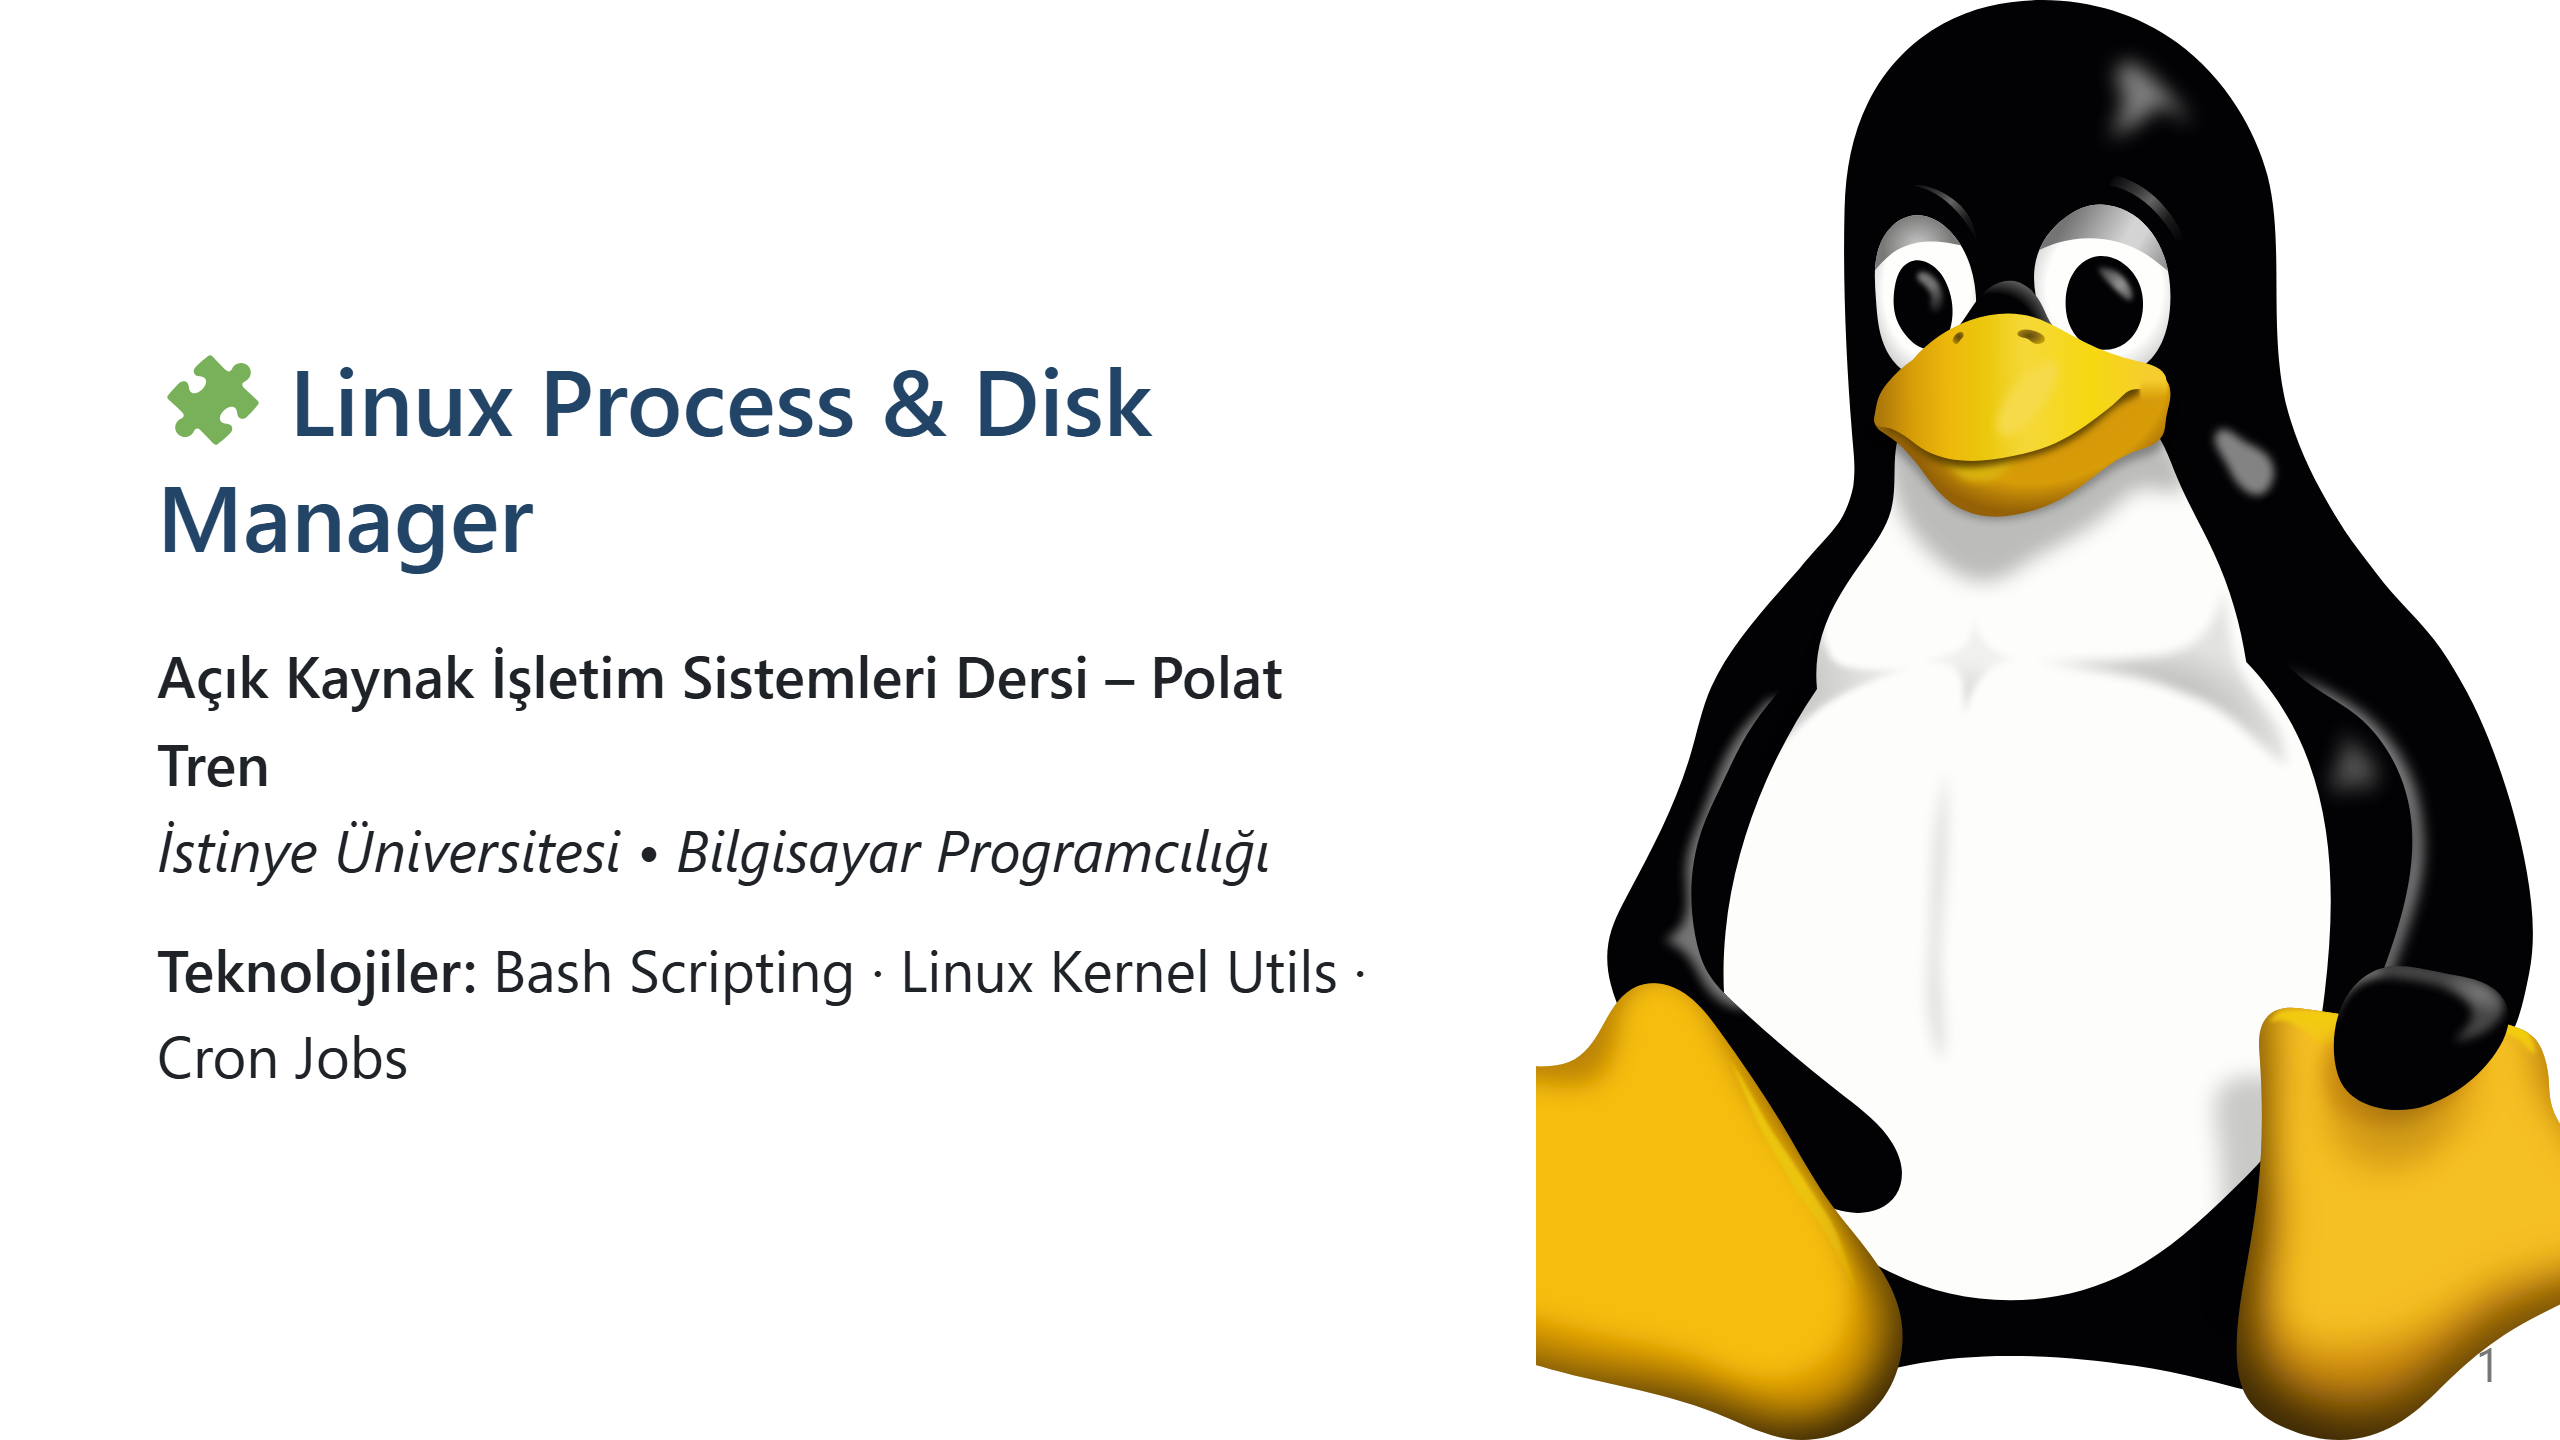 Linux Process & Disk
Manager
Açık Kaynak İşletim Sistemleri Dersi – Polat
Tren
İstinye Üniversitesi • Bilgisayar Programcılığı
Teknolojiler: Bash Scripting · Linux Kernel Utils ·
Cron Jobs
1